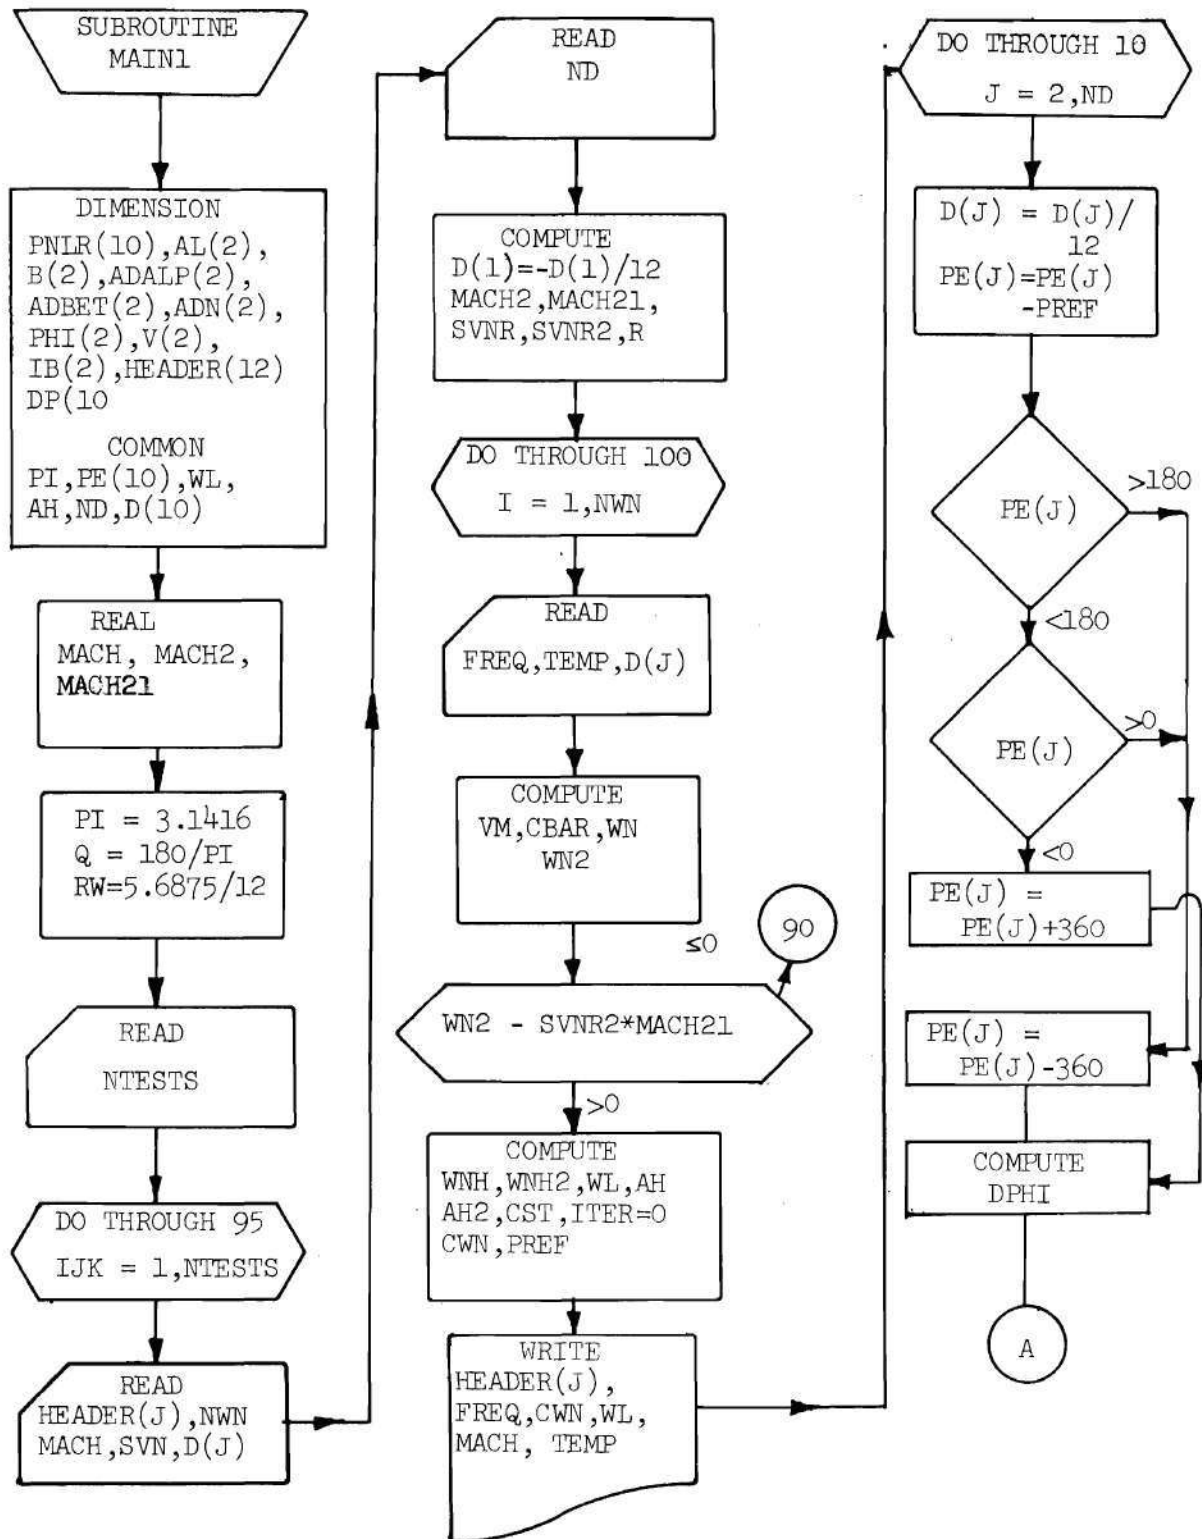 SUBROUTINE
MAIN1
DIMENSION
PNLR(10),AL(2),
B(2),ADALP(2),
ADBET(2),ADN(2),
PHI(2),V(2),
IB(2),HEADER(12)
DP(10
COMMON
PI,PE(10),WL,
AH,ND,D(10)
REAL
MACH, MACH2,
MACH21
PI = 3.1416
Q = 180/PI
RW=5.6875/12
READ
NTESTS
DO THROUGH 95
IJK = 1,NTESTS
READ
HEADER(J),NWN
MACH,SVN,D(J)
READ
ND
COMPUTE
D(1)=-D(1)/12
MACH2,MACH21,
SVNR,SVNR2,R
DO THROUGH 100
I = 1,NWN
READ
FREQ,TEMP,D(J)
COMPUTE
VM,CBAR,WN
WN2
≤0
90
WN2 - SVNR2*MACH21
>0
COMPUTE
WNH,WNH2,WL,AH
AH2,CST,ITER=0
CWN,PREF
WRITE
HEADER(J),
FREQ,CWN,WL,
MACH, TEMP
DO THROUGH 10
J = 2,ND
D(J) = D(J)/
12
PE(J)=PE(J)
-PREF
>180
PE(J)
<180
>0
PE(J)
<0
PE(J) =
PE(J)+360
PE(J) =
PE(J)-360
COMPUTE
DPHI
A